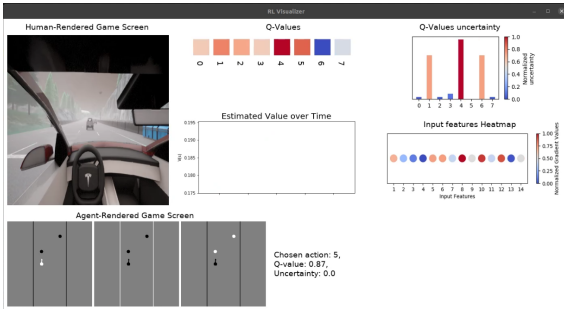 RL Visualizer
Human-Rendered Game Screen
Q-Values
0 1 2 3 4 5 6 7
Q-Values uncertainty
1.0
0.8
0.6
0.4
0.2
0.0
Normalized
uncertainty
0 1 2 3 4 5 6 7
Estimated Value over Time
0.195
0.190
0.185
0.180
0.175
V(s)
Input features Heatmap
1.00
0.75
0.50
0.25
0.00
Normalized Gradient Values
1 2 3 4 5 6 7 8 9 10 11 12 13 14
Input Features
Agent-Rendered Game Screen
Chosen action: 5,
Q-value: 0.87,
Uncertainty: 0.0